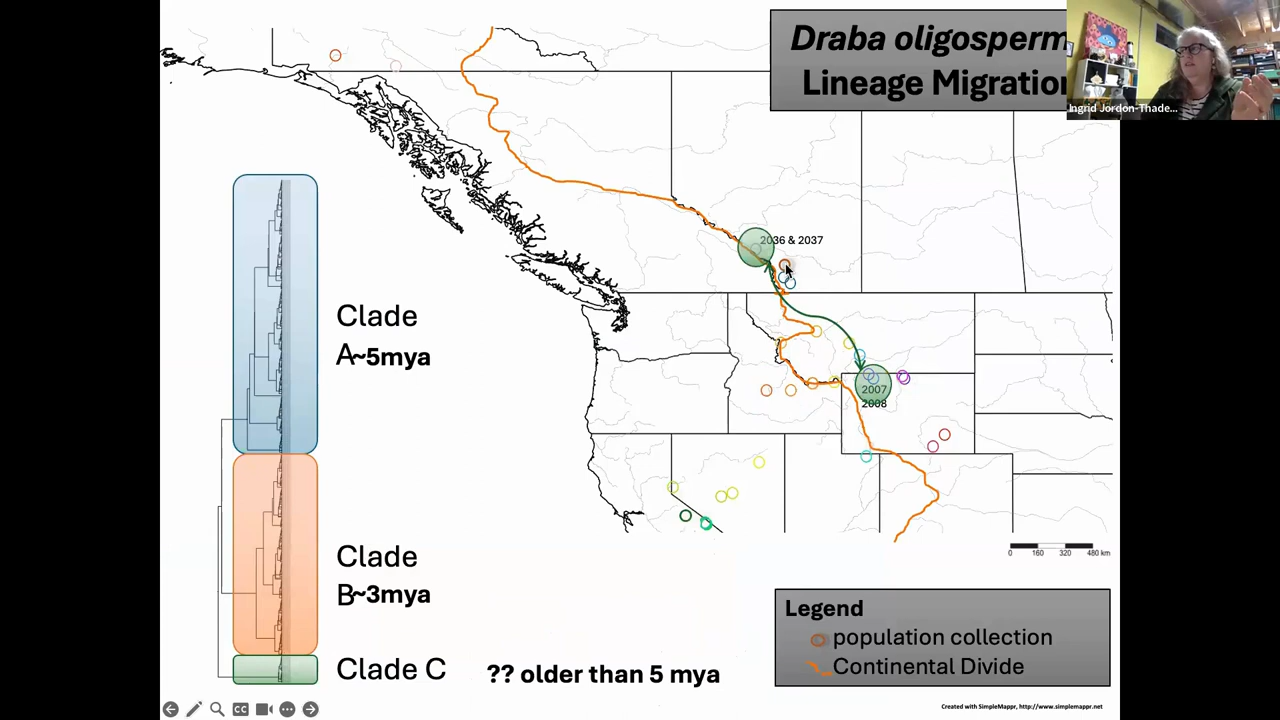 Draba oligosperm
Lineage Migration
Ingrid Jordon-Thade...
2036 & 2037
Clade
A~5mya
2007
2008
0 160 320 480 km
Clade
B~3mya
Legend
population collection
Continental Divide
Clade C
?? older than 5 mya
CC
Created with SimpleMappr, http://www.simplemappr.net